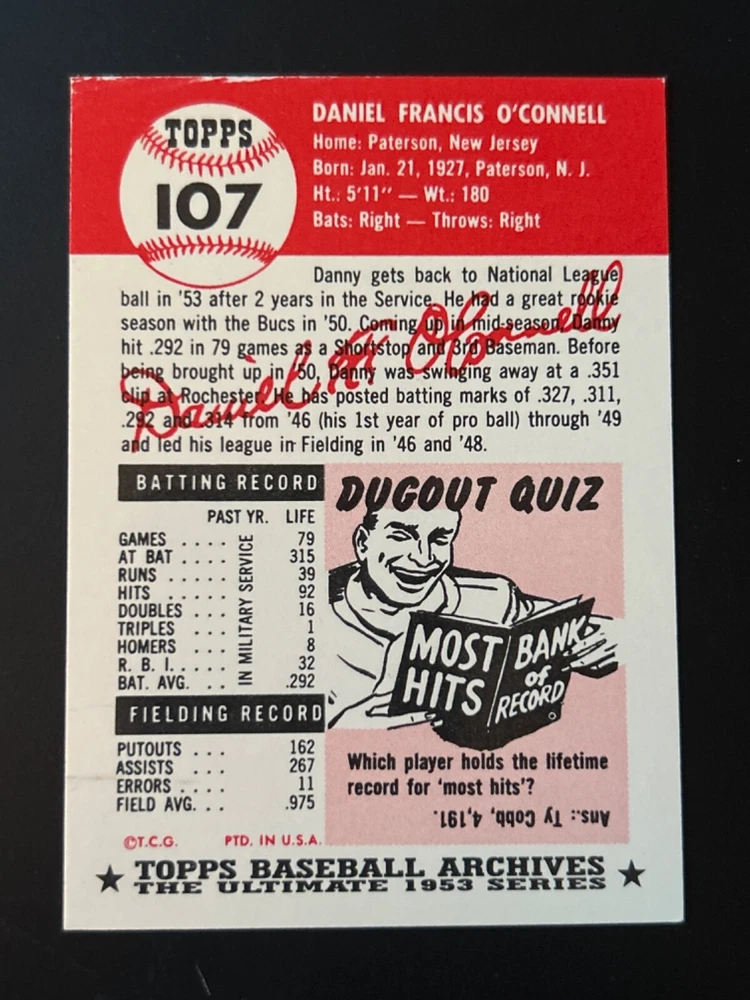 TOPPS
107
DANIEL FRANCIS O'CONNELL
Home: Paterson, New Jersey
Born: Jan. 21, 1927, Paterson, N. J.
Ht.: 5'11" — Wt.: 180
Bats: Right — Throws: Right
Danny gets back to National League
ball in '53 after 2 years in the Service. He had a great rookie
season with the Bucs in '50. Coming up in mid-season, Danny
hit .292 in 79 games as a Shortstop and 3rd Baseman. Before
being brought up in '50, Danny was swinging away at a .351
clip at Rochester. He has posted batting marks of .327, .311,
.292 and .314 from '46 (his 1st year of pro ball) through '49
and led his league in Fielding in '46 and '48.
Daniel F. O'Connell
BATTING RECORD
PAST YR. LIFE
GAMES . . . . 79
AT BAT . . . . 315
RUNS . . . . 39
HITS . . . . 92
DOUBLES . . . 16
TRIPLES . . . 1
HOMERS . . . 8
R. B. I. . . . . 32
BAT. AVG. . . .292
IN MILITARY SERVICE
FIELDING RECORD
PUTOUTS . . . 162
ASSISTS . . . 267
ERRORS . . . . 11
FIELD AVG. . . .975
DUGOUT QUIZ
MOST
HITS
BANK
of
RECORD
Which player holds the lifetime
record for 'most hits'?
Ans.: Ty Cobb, 4,191.
©T.C.G. PTD. IN U.S.A.
★ TOPPS BASEBALL ARCHIVES ★
THE ULTIMATE 1953 SERIES